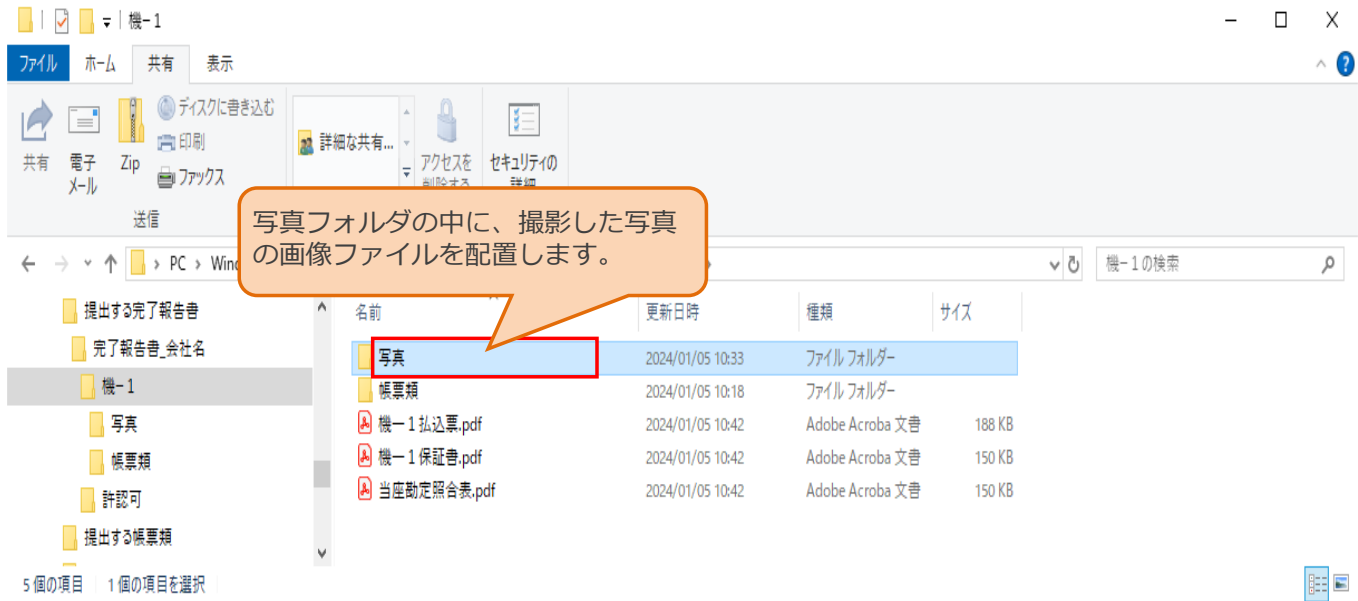 機－1
ファイル ホーム 共有 表示
共有
電子
メール
Zip
ディスクに書き込む
印刷
ファックス
送信
詳細な共有...
アクセスを
削除する
セキュリティの
詳細
写真フォルダの中に、撮影した写真
の画像ファイルを配置します。
PC › Wind
機－1の検索
提出する完了報告書
完了報告書_会社名
機－1
写真
帳票類
許認可
提出する帳票類
名前 更新日時 種類 サイズ
写真 2024/01/05 10:33 ファイル フォルダー
帳票類 2024/01/05 10:18 ファイル フォルダー
機ー1払込票.pdf 2024/01/05 10:42 Adobe Acroba 文書 188 KB
機ー1保証書.pdf 2024/01/05 10:42 Adobe Acroba 文書 150 KB
当座勘定照合表.pdf 2024/01/05 10:42 Adobe Acroba 文書 150 KB
5 個の項目 1 個の項目を選択